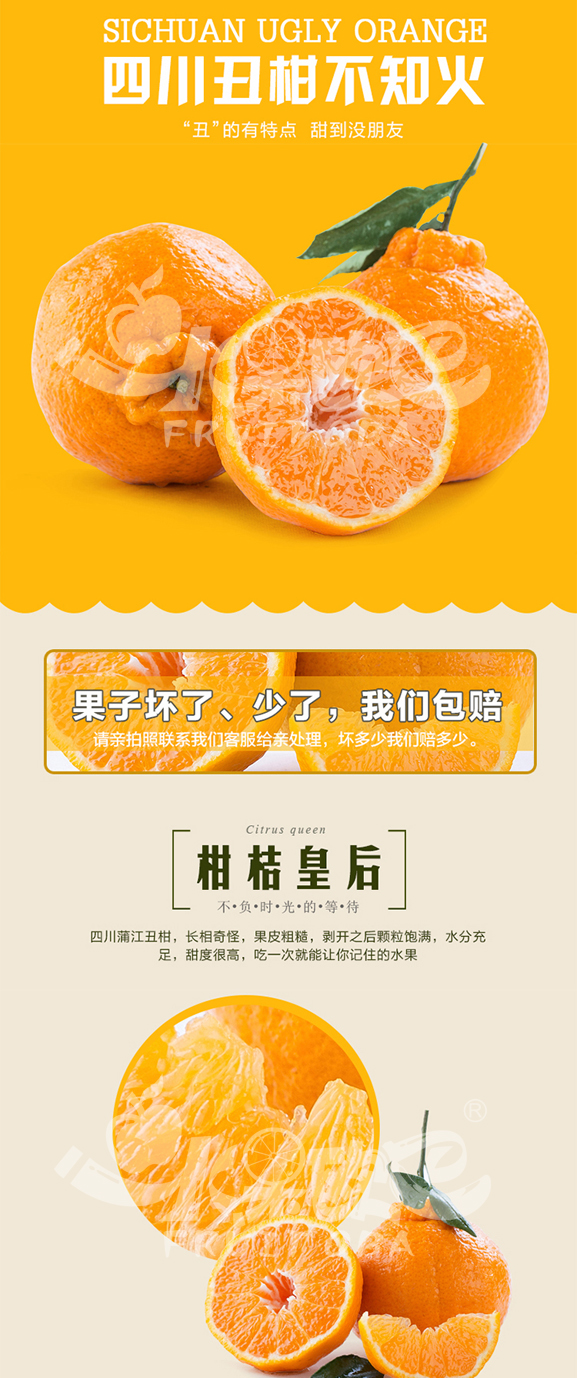 SICHUAN UGLY ORANGE
四川丑柑不知火
“丑”的有特点 甜到没朋友
果子坏了、少了，我们包赔
请亲拍照联系我们客服给亲处理，坏多少我们赔多少。
Citrus queen
柑桔皇后
不•负•时•光•的•等•待
四川蒲江丑柑，长相奇怪，果皮粗糙，剥开之后颗粒饱满，水分充
足，甜度很高，吃一次就能让你记住的水果
®